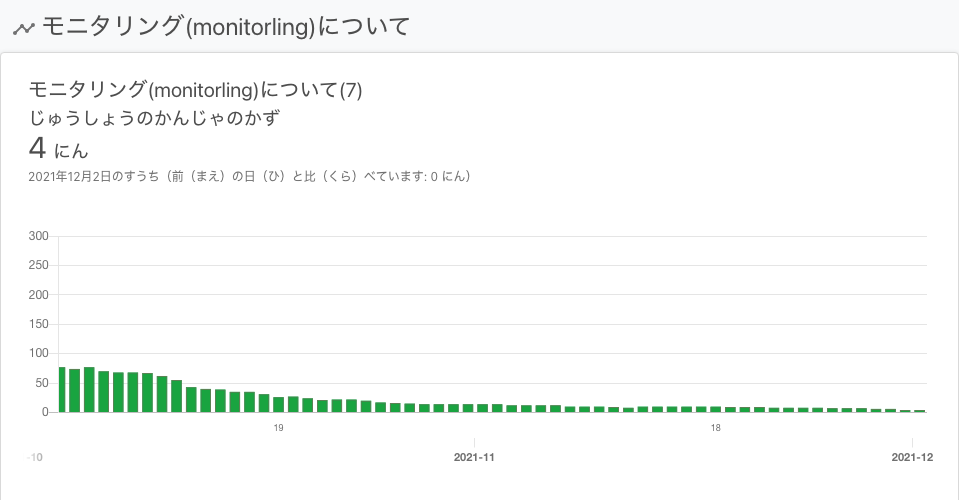 モニタリング(monitorling)について
モニタリング(monitorling)について(7)
じゅうしょうのかんじゃのかず
4 にん
2021年12月2日のすうち（前（まえ）の日（ひ）と比（くら）べています: 0 にん）
300
250
200
150
100
50
0
19
18
-10
2021-11
2021-12